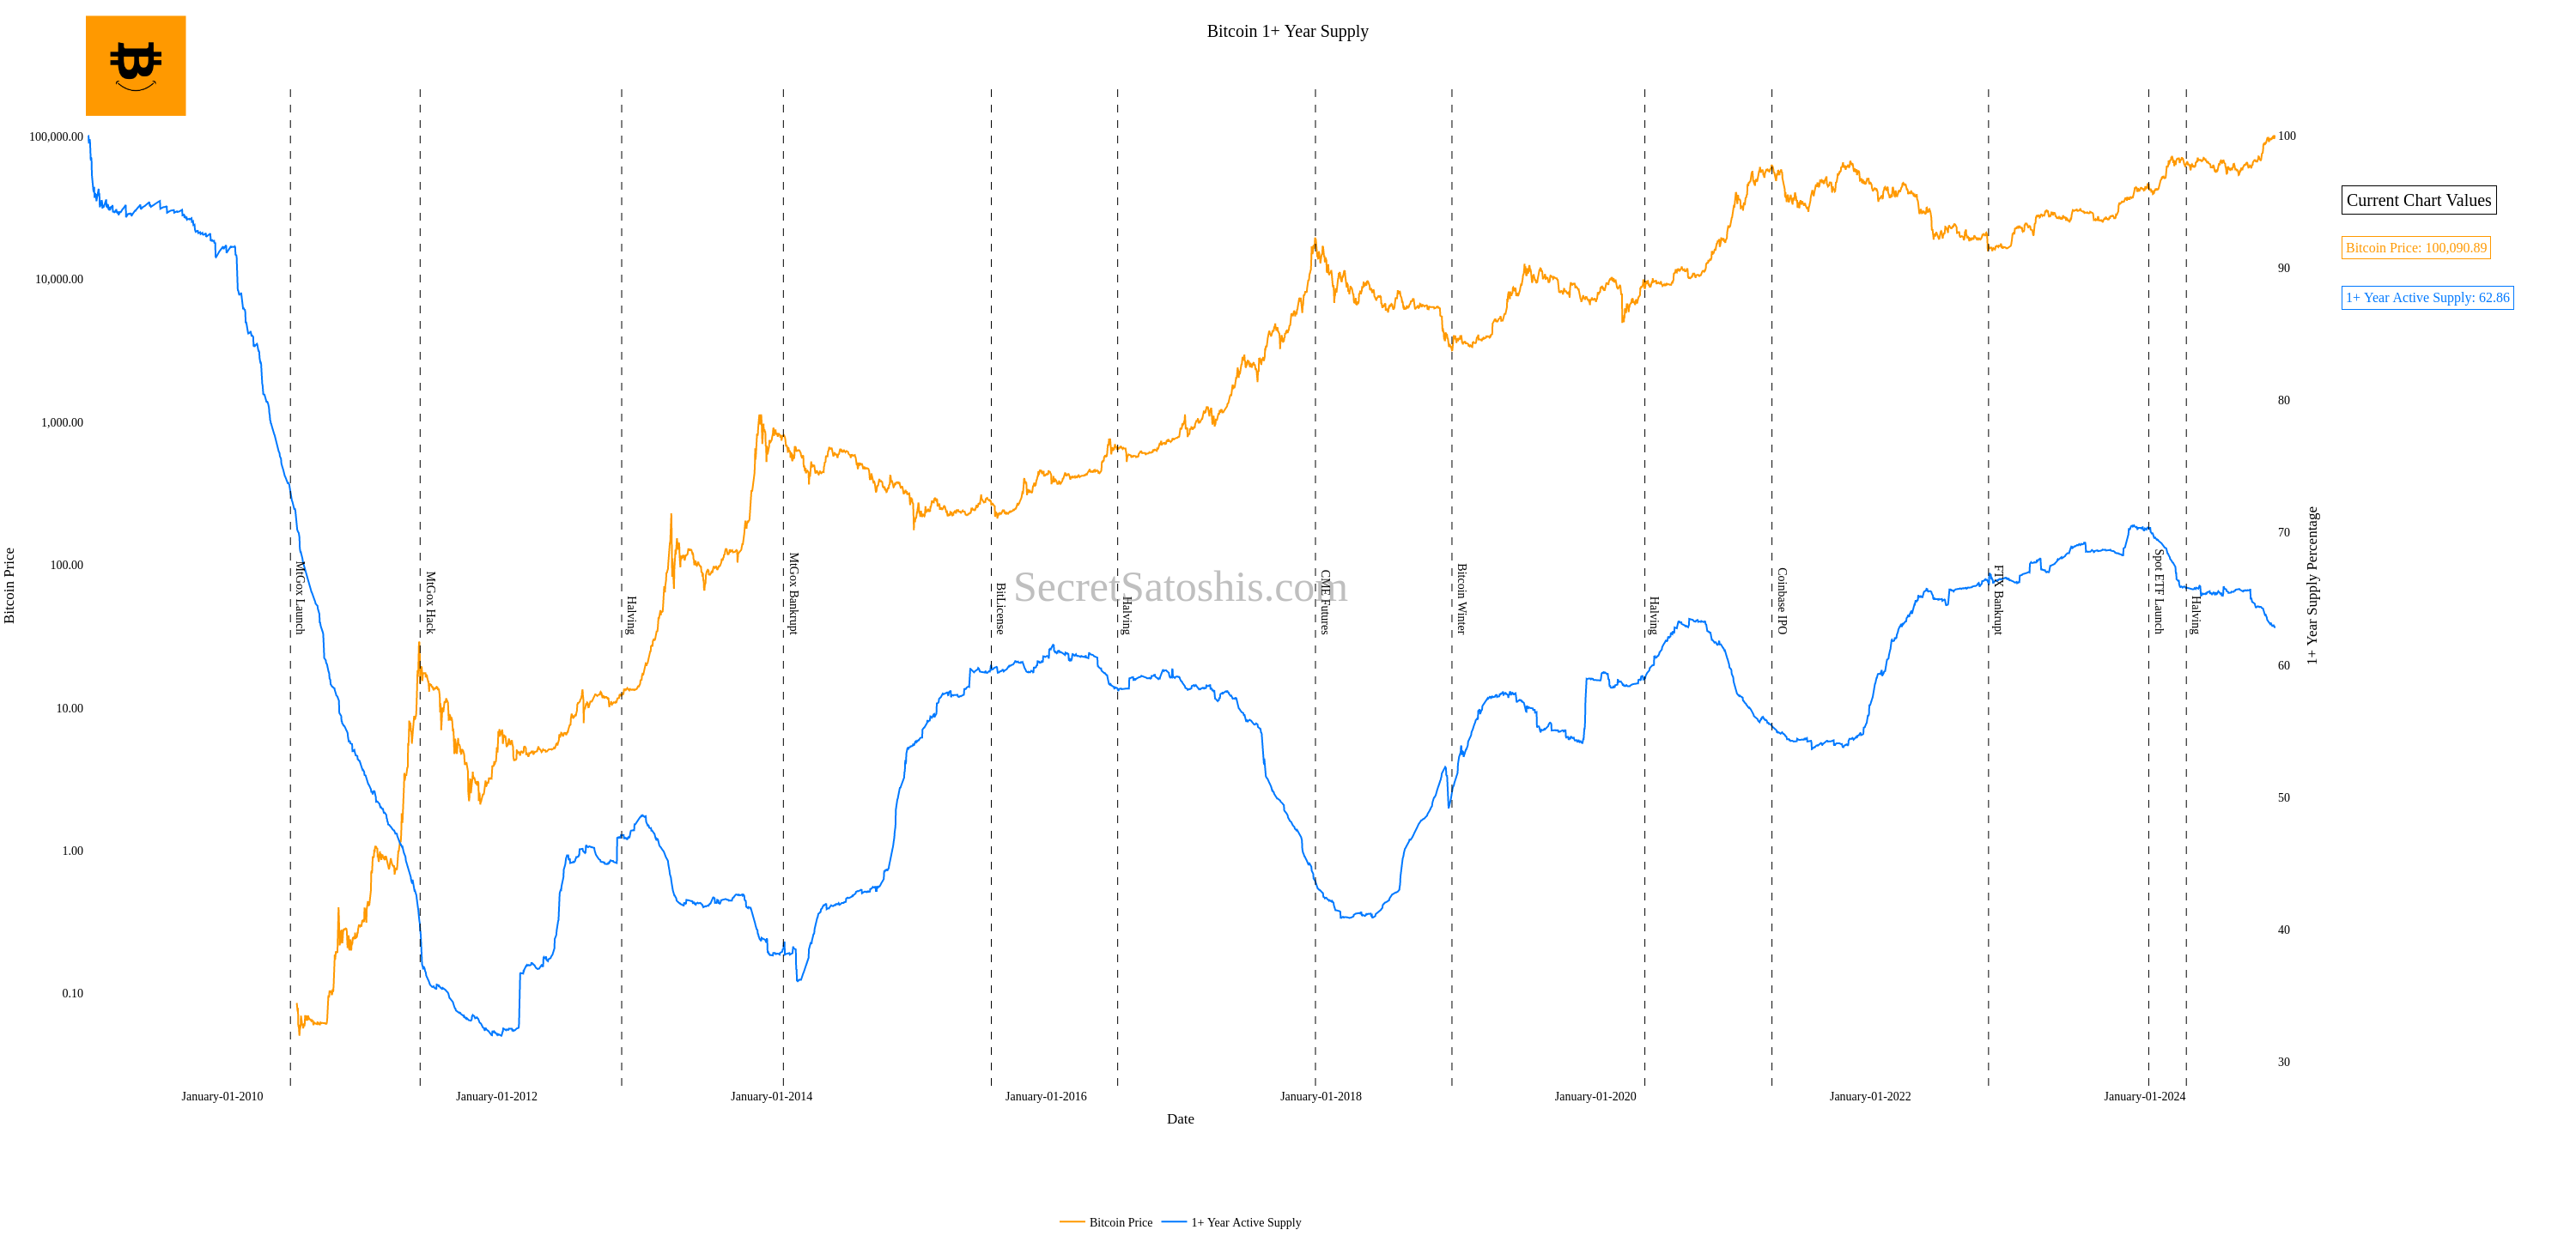 Bitcoin 1+ Year Supply
100,000.00
10,000.00
1,000.00
100.00
10.00
1.00
0.10
Bitcoin Price
100
90
80
70
60
50
40
30
1+ Year Supply Percentage
Current Chart Values
Bitcoin Price: 100,090.89
1+ Year Active Supply: 62.86
MtGox Launch
MtGox Hack
Halving
MtGox Bankrupt
BitLicense
Halving
CME Futures
Bitcoin Winter
Halving
Coinbase IPO
FTX Bankrupt
Spot ETF Launch
Halving
SecretSatoshis.com
January-01-2010
January-01-2012
January-01-2014
January-01-2016
January-01-2018
January-01-2020
January-01-2022
January-01-2024
Date
Bitcoin Price
1+ Year Active Supply